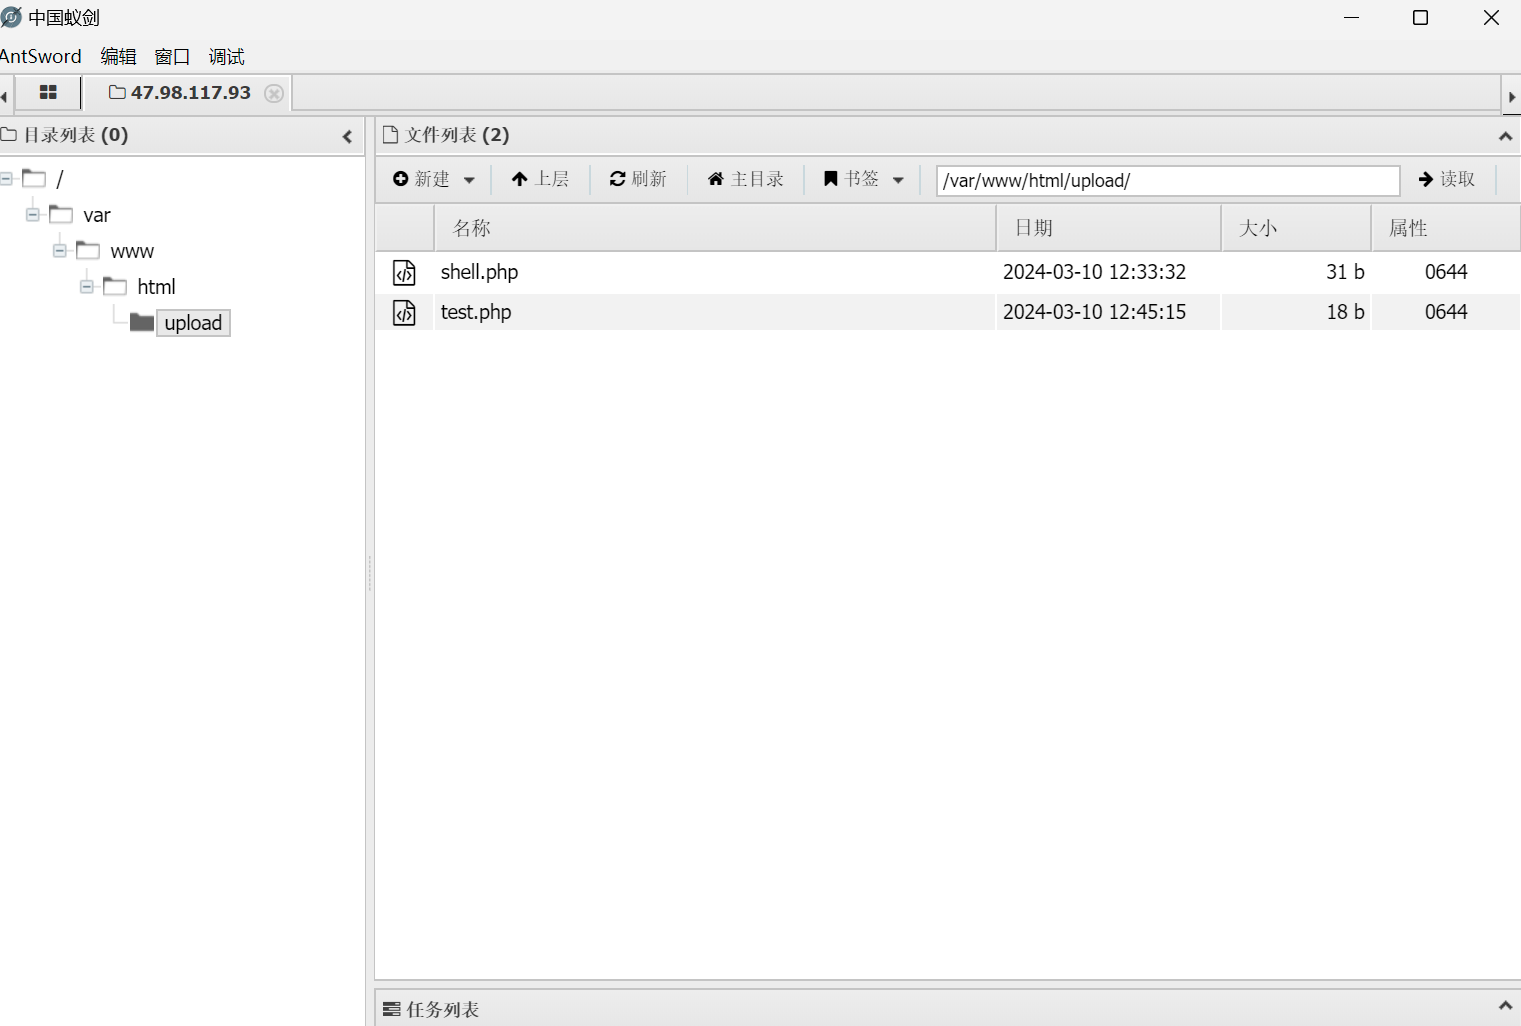 中国蚁剑
AntSword 编辑 窗口 调试
47.98.117.93
目录列表 (0)
文件列表 (2)
新建 上层 刷新 主目录 书签 /var/www/html/upload/ 读取
/
var
www
html
upload
名称 日期 大小 属性
shell.php 2024-03-10 12:33:32 31 b 0644
test.php 2024-03-10 12:45:15 18 b 0644
任务列表